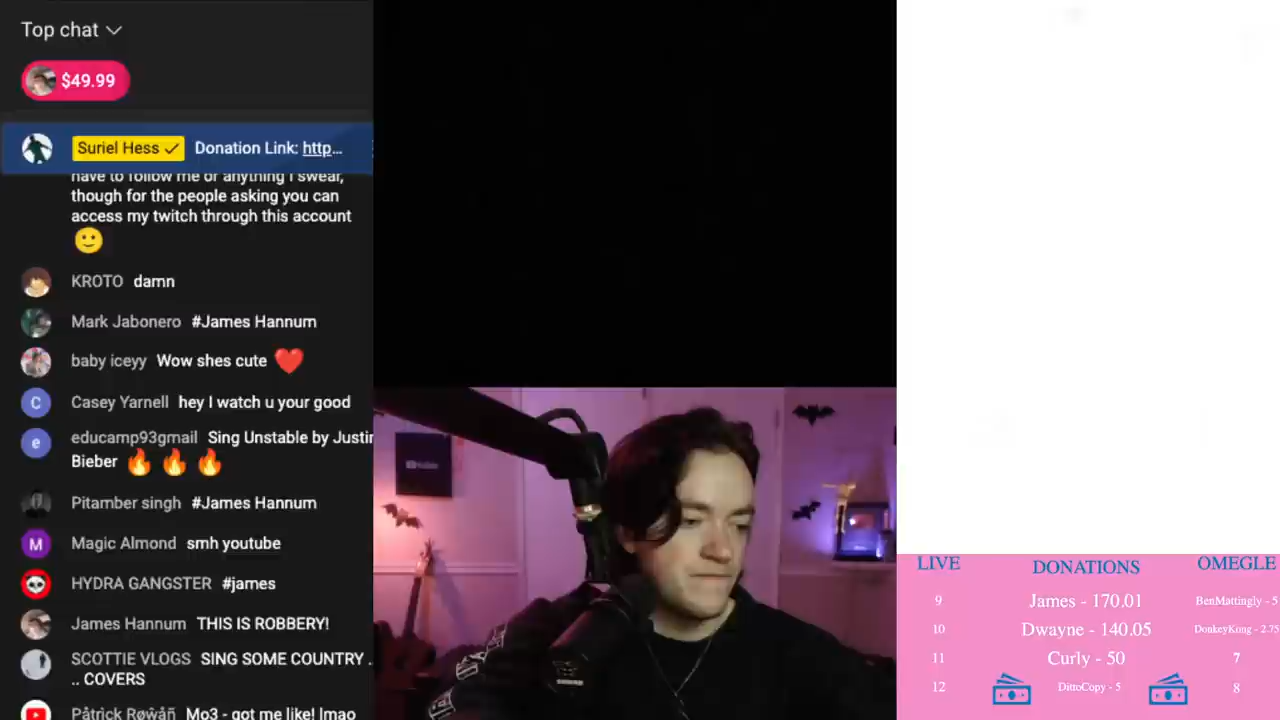 Top chat
$49.99
Suriel Hess Donation Link: http...
have to follow me or anything I swear,
though for the people asking you can
access my twitch through this account
KROTO damn
Mark Jabonero #James Hannum
baby iceyy Wow shes cute
C Casey Yarnell hey I watch u your good
e educamp93gmail Sing Unstable by Justin
Bieber
Pitamber singh #James Hannum
M Magic Almond smh youtube
HYDRA GANGSTER #james
James Hannum THIS IS ROBBERY!
SCOTTIE VLOGS SING SOME COUNTRY ..
.. COVERS
Pàtrìck Røẅåñ Mo3 - got me like! lmao
LIVE DONATIONS OMEGLE
9 James - 170.01 BenMattingly - 5
10 Dwayne - 140.05 DonkeyKong - 2.75
11 Curly - 50 7
12 DittoCopy - 5 8